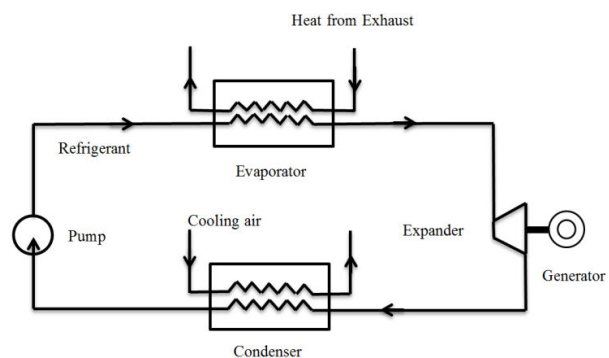 Heat from Exhaust
Refrigerant
Evaporator
Cooling air
Pump
Expander
Generator
Condenser